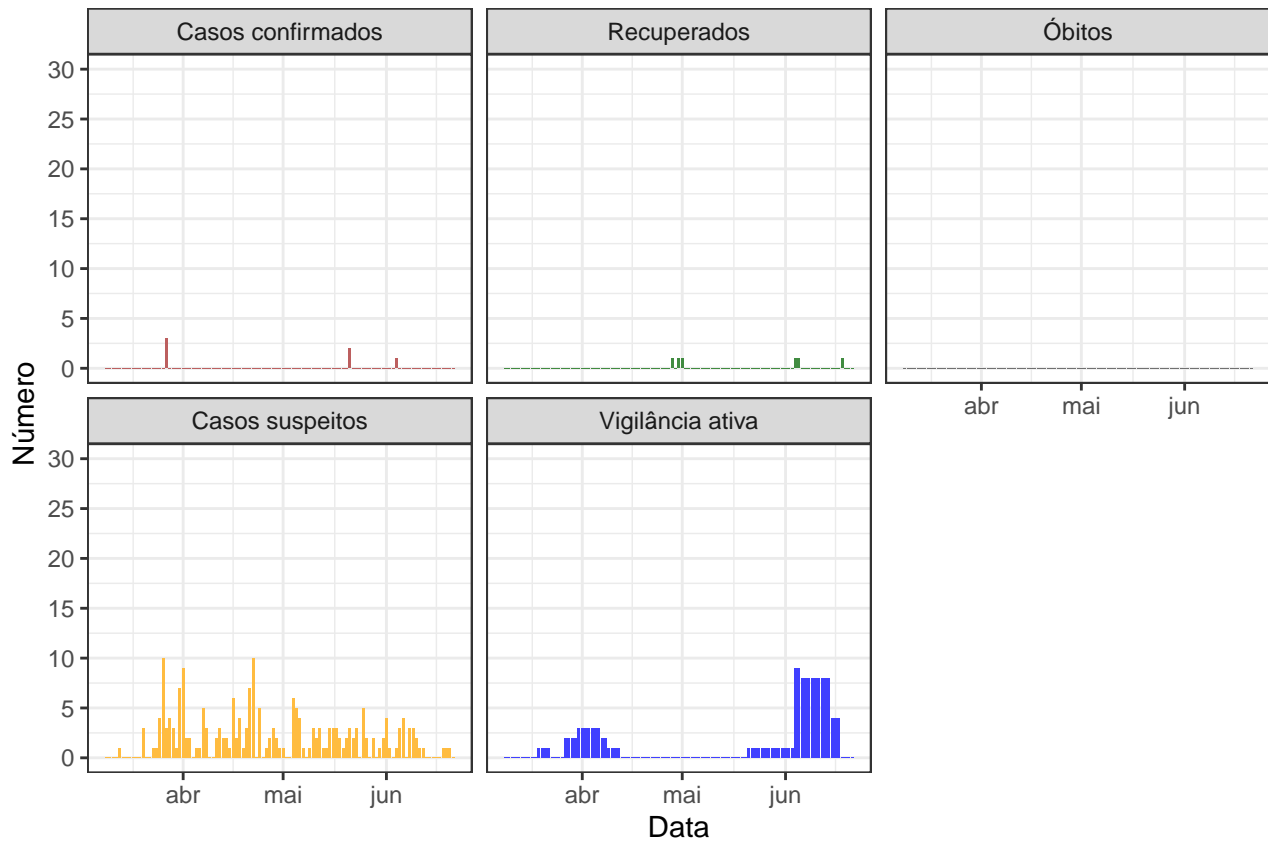 Casos confirmados
Recuperados
Óbitos
30
25
20
15
10
5
0
abr mai jun
Casos suspeitos
Vigilância ativa
30
25
20
15
10
5
0
abr mai jun
abr mai jun
Número
Data